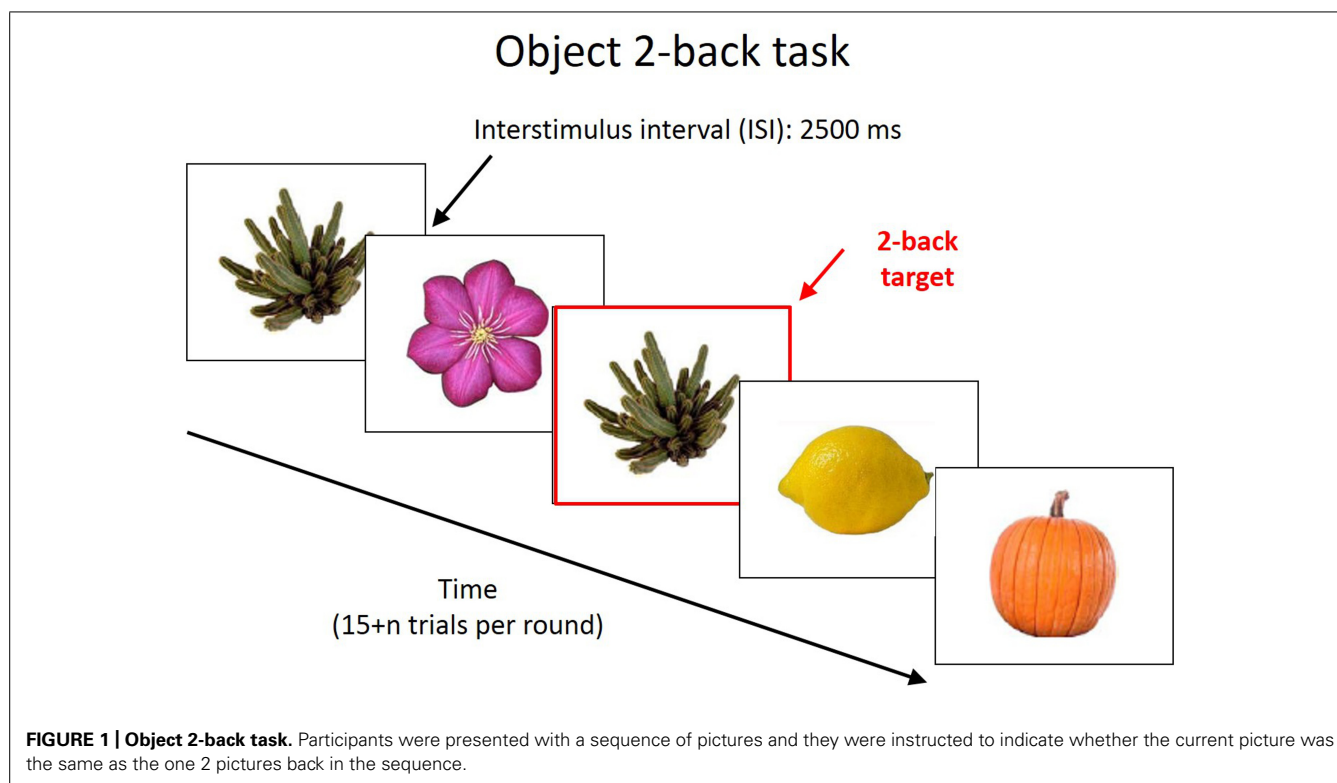 Object 2-back task
Interstimulus interval (ISI): 2500 ms
2-back
target
Time
(15+n trials per round)
FIGURE 1 | Object 2-back task. Participants were presented with a sequence of pictures and they were instructed to indicate whether the current picture was
the same as the one 2 pictures back in the sequence.